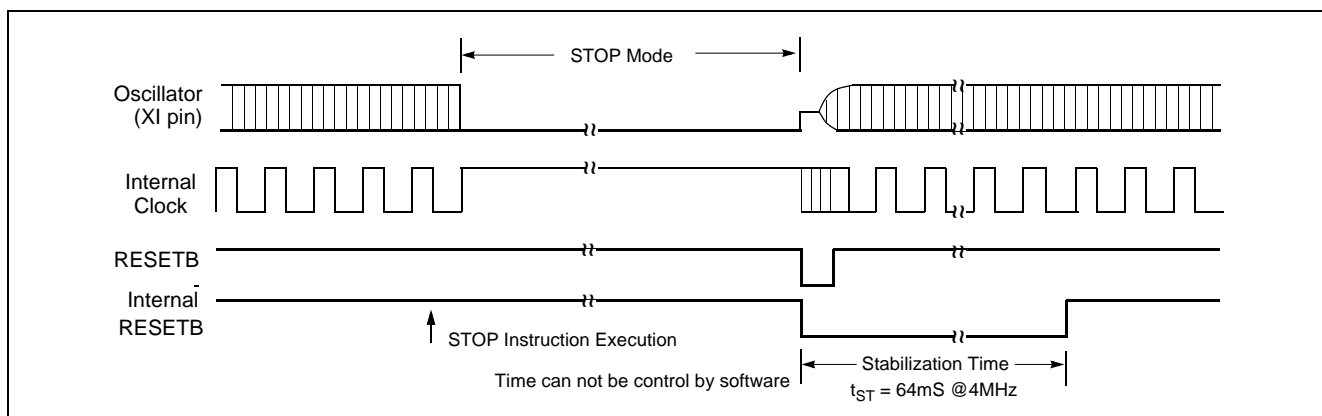 STOP Mode
Oscillator
(XI pin)
Internal
Clock
RESETB
Internal
RESETB
STOP Instruction Execution
Time can not be control by software
Stabilization Time
tST = 64mS @4MHz